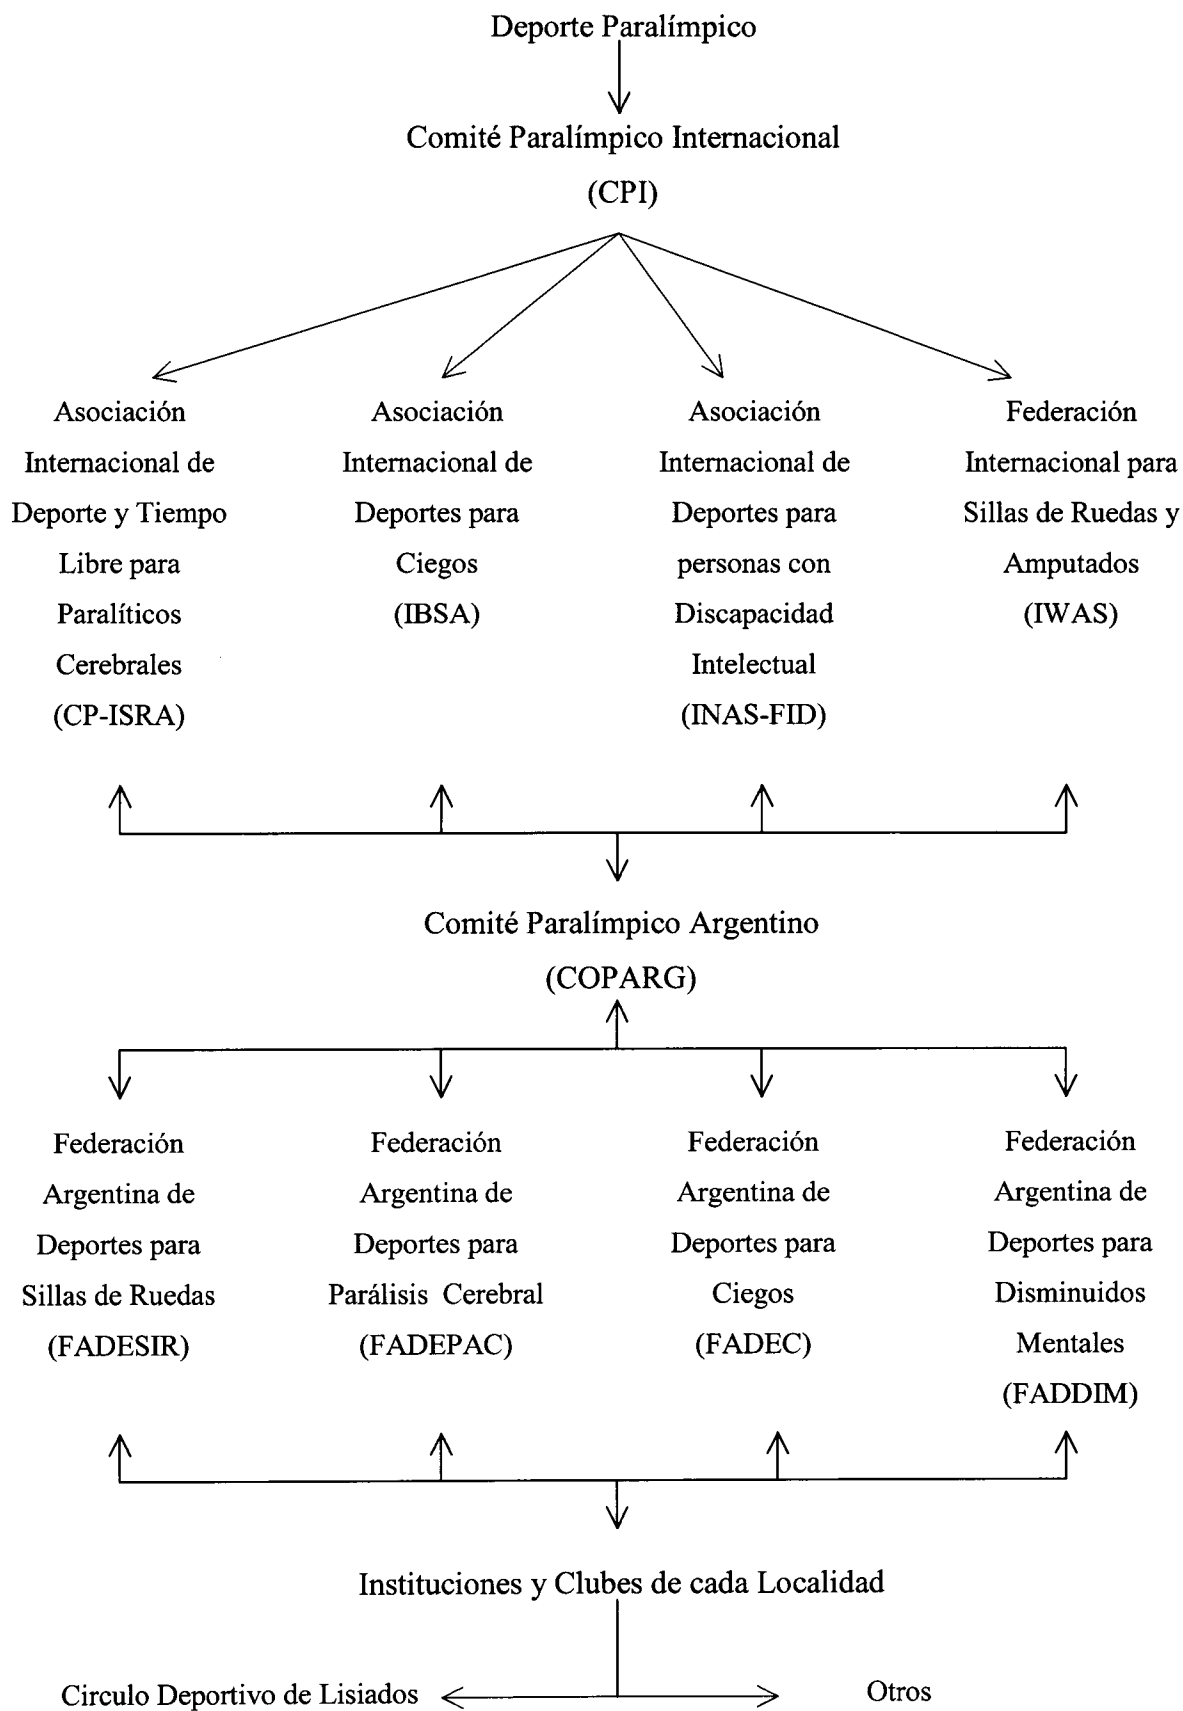 Deporte Paralímpico
Comité Paralímpico Internacional
(CPI)
Asociación
Internacional de
Deporte y Tiempo
Libre para
Paralíticos
Cerebrales
(CP-ISRA)
Asociación
Internacional de
Deportes para
Ciegos
(IBSA)
Asociación
Internacional de
Deportes para
personas con
Discapacidad
Intelectual
(INAS-FID)
Federación
Internacional para
Sillas de Ruedas y
Amputados
(IWAS)
Comité Paralímpico Argentino
(COPARG)
Federación
Argentina de
Deportes para
Sillas de Ruedas
(FADESIR)
Federación
Argentina de
Deportes para
Parálisis Cerebral
(FADEPAC)
Federación
Argentina de
Deportes para
Ciegos
(FADEC)
Federación
Argentina de
Deportes para
Disminuidos
Mentales
(FADDIM)
Instituciones y Clubes de cada Localidad
Circulo Deportivo de Lisiados
Otros